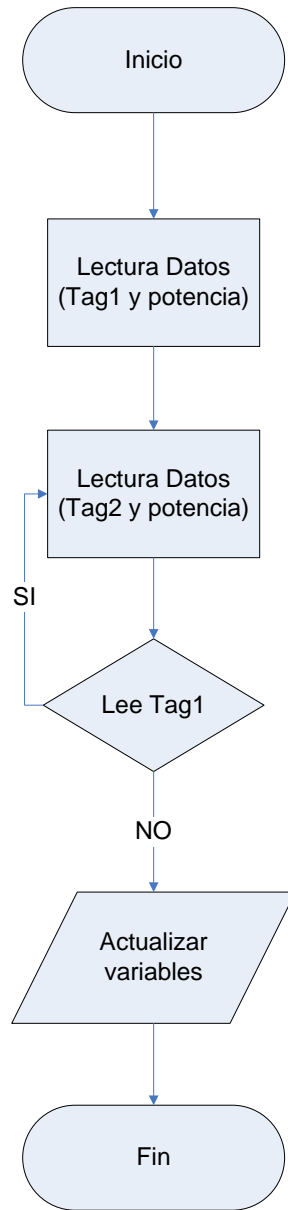 Inicio
Lectura Datos
(Tag1 y potencia)
Lectura Datos
(Tag2 y potencia)
SI
Lee Tag1
NO
Actualizar
variables
Fin